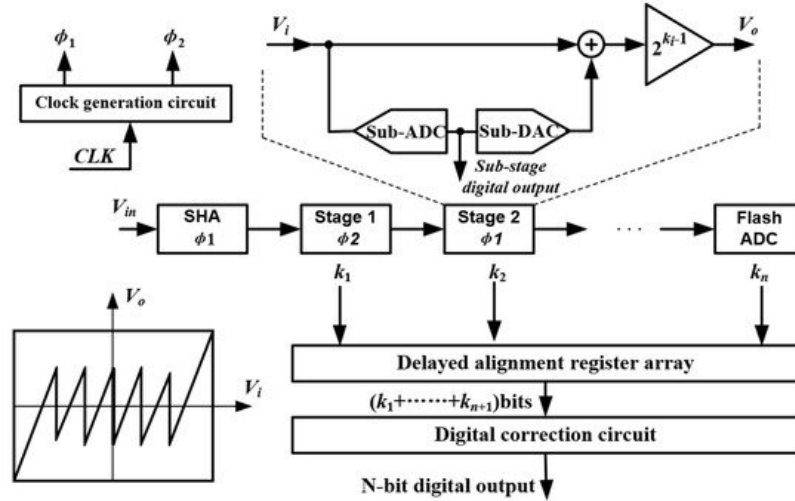 ϕ1
ϕ2
Clock generation circuit
CLK
Vi
2^ki-1
Vo
Sub-ADC
Sub-DAC
Sub-stage
digital output
Vin
SHA
ϕ1
Stage 1
ϕ2
Stage 2
ϕ1
· · ·
Flash
ADC
k1
k2
kn
Vo
Vi
Delayed alignment register array
(k1+······+kn+1)bits
Digital correction circuit
N-bit digital output